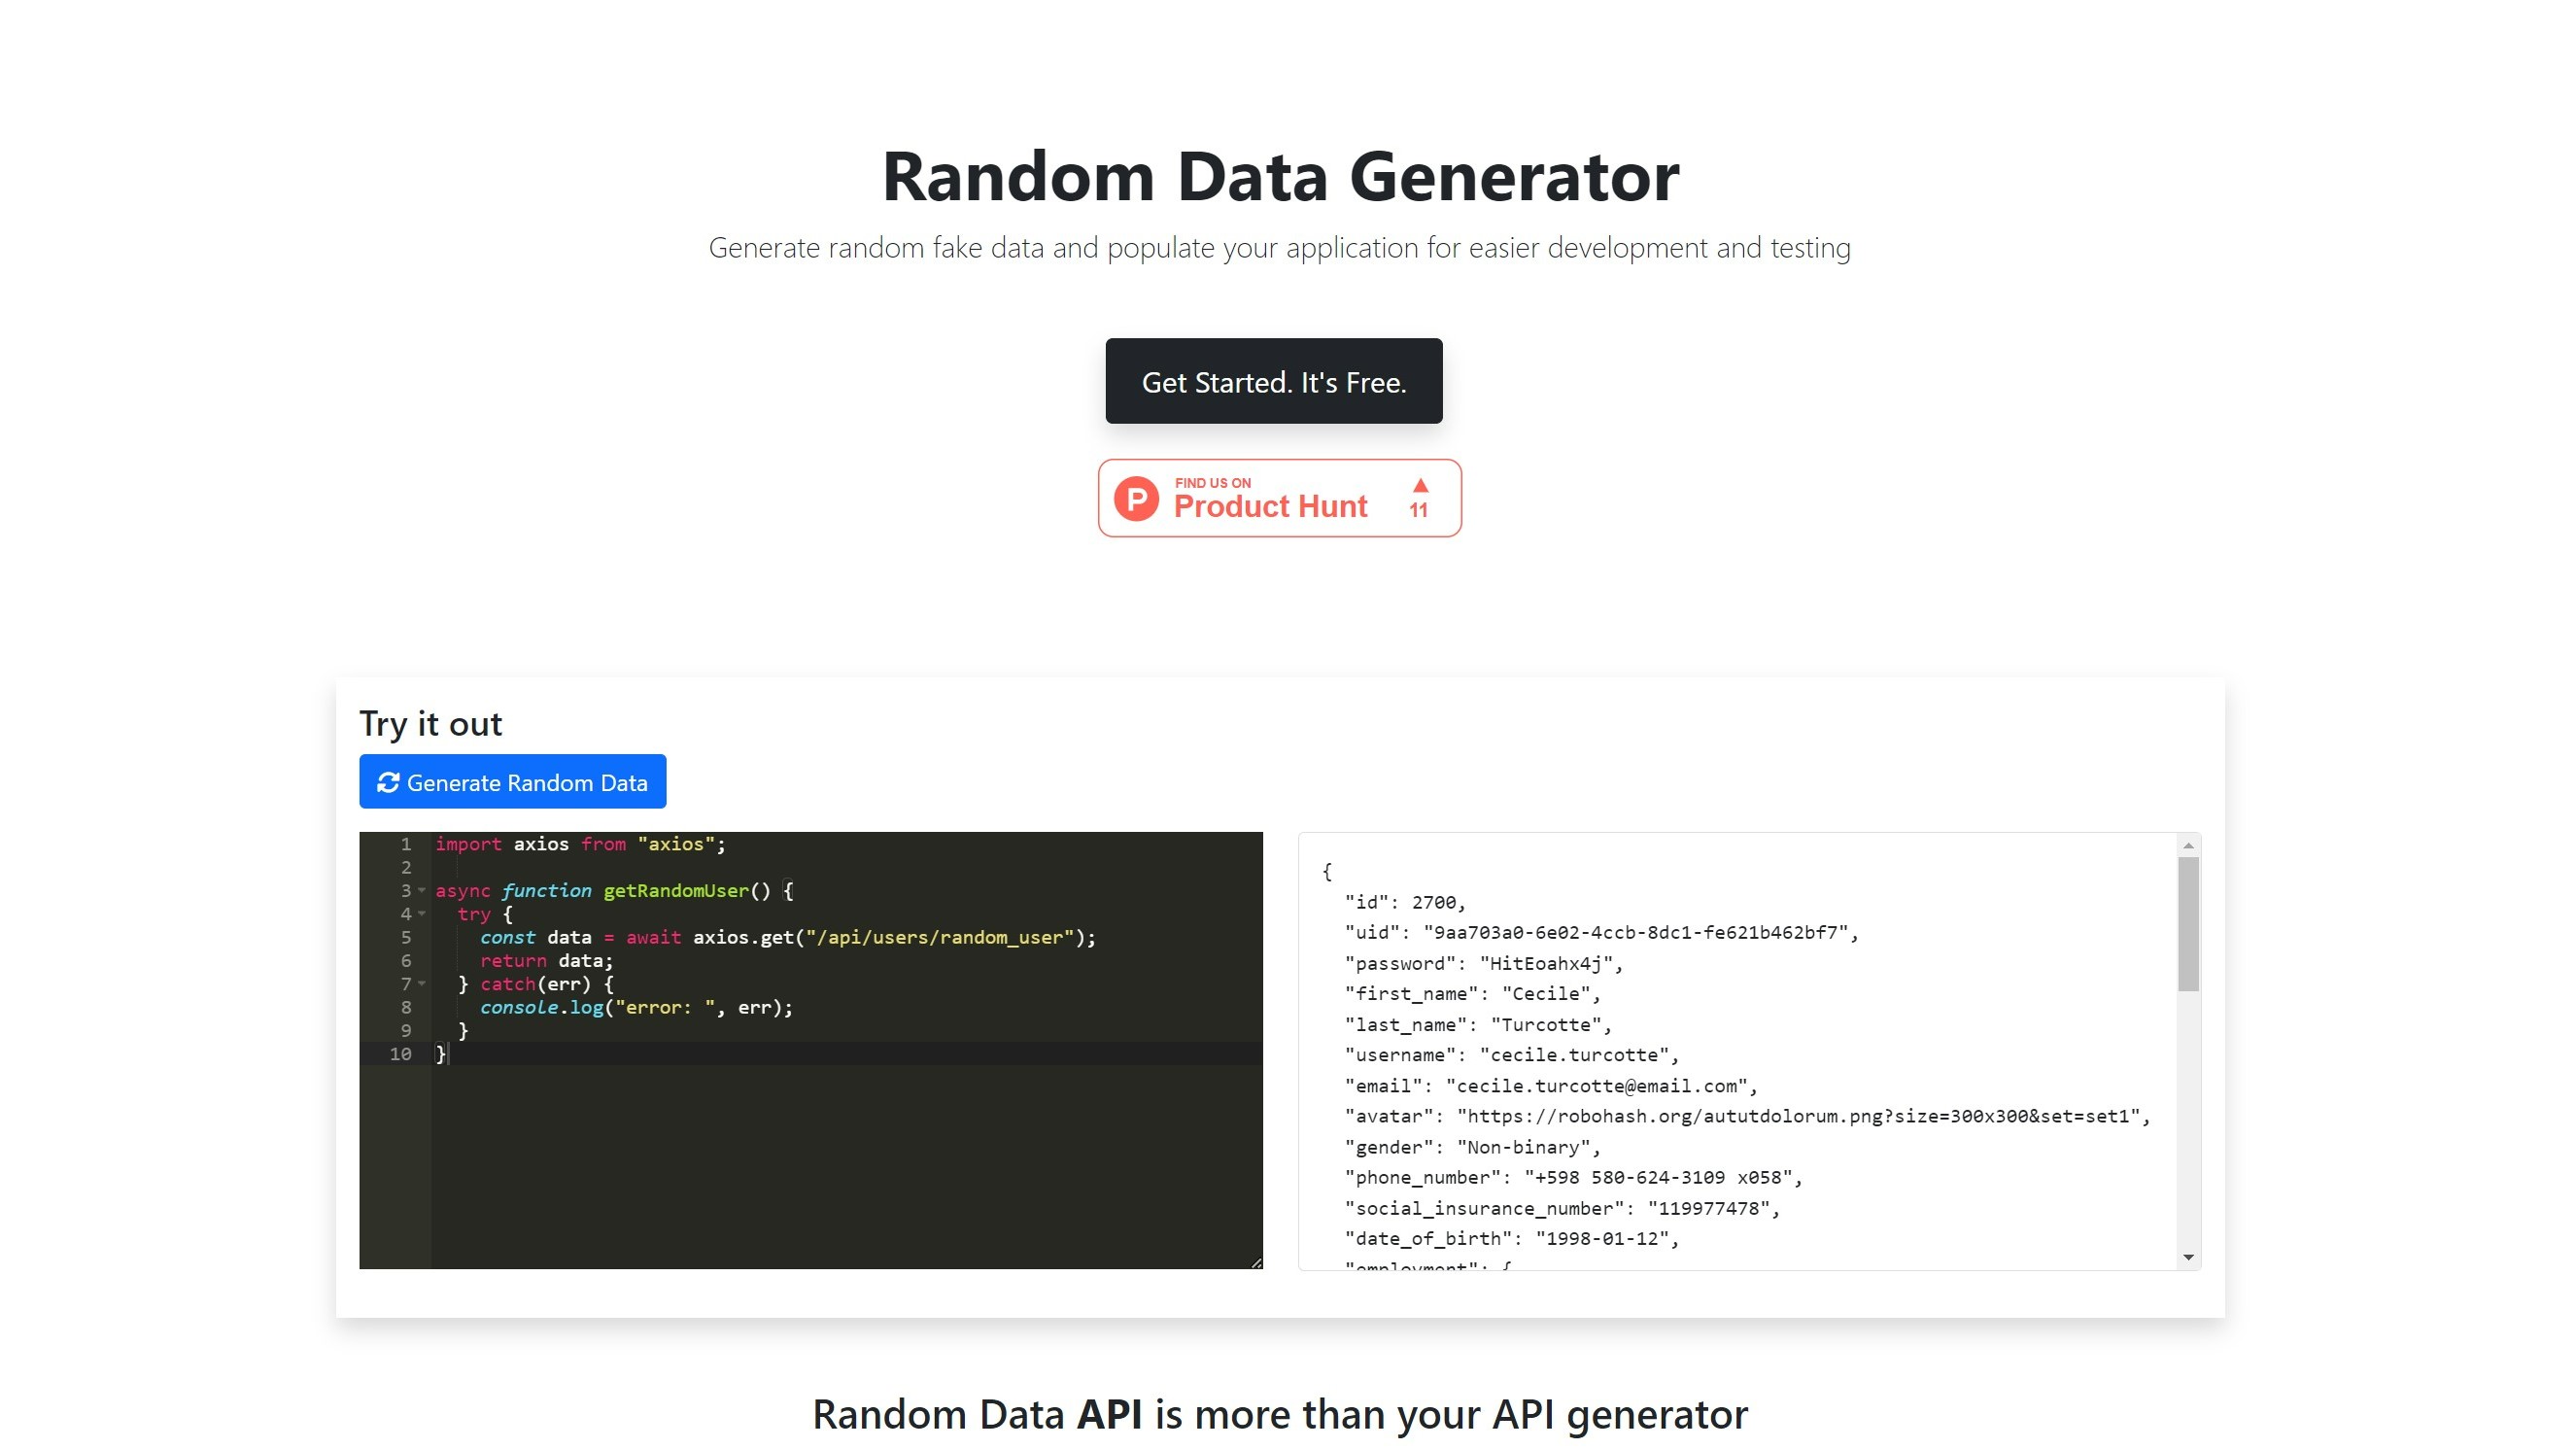 Random Data Generator
Generate random fake data and populate your application for easier development and testing
Get Started. It's Free.
P
FIND US ON
Product Hunt
11
Try it out
Generate Random Data
1 import axios from "axios";
2
3 async function getRandomUser() {
4 try {
5 const data = await axios.get("/api/users/random_user");
6 return data;
7 } catch(err) {
8 console.log("error: ", err);
9 }
10 }
{
"id": 2700,
"uid": "9aa703a0-6e02-4ccb-8dc1-fe621b462bf7",
"password": "HitEoahx4j",
"first_name": "Cecile",
"last_name": "Turcotte",
"username": "cecile.turcotte",
"email": "cecile.turcotte@email.com",
"avatar": "https://robohash.org/aututdolorum.png?size=300x300&set=set1",
"gender": "Non-binary",
"phone_number": "+598 580-624-3109 x058",
"social_insurance_number": "119977478",
"date_of_birth": "1998-01-12",
"employment": {
Random Data API is more than your API generator